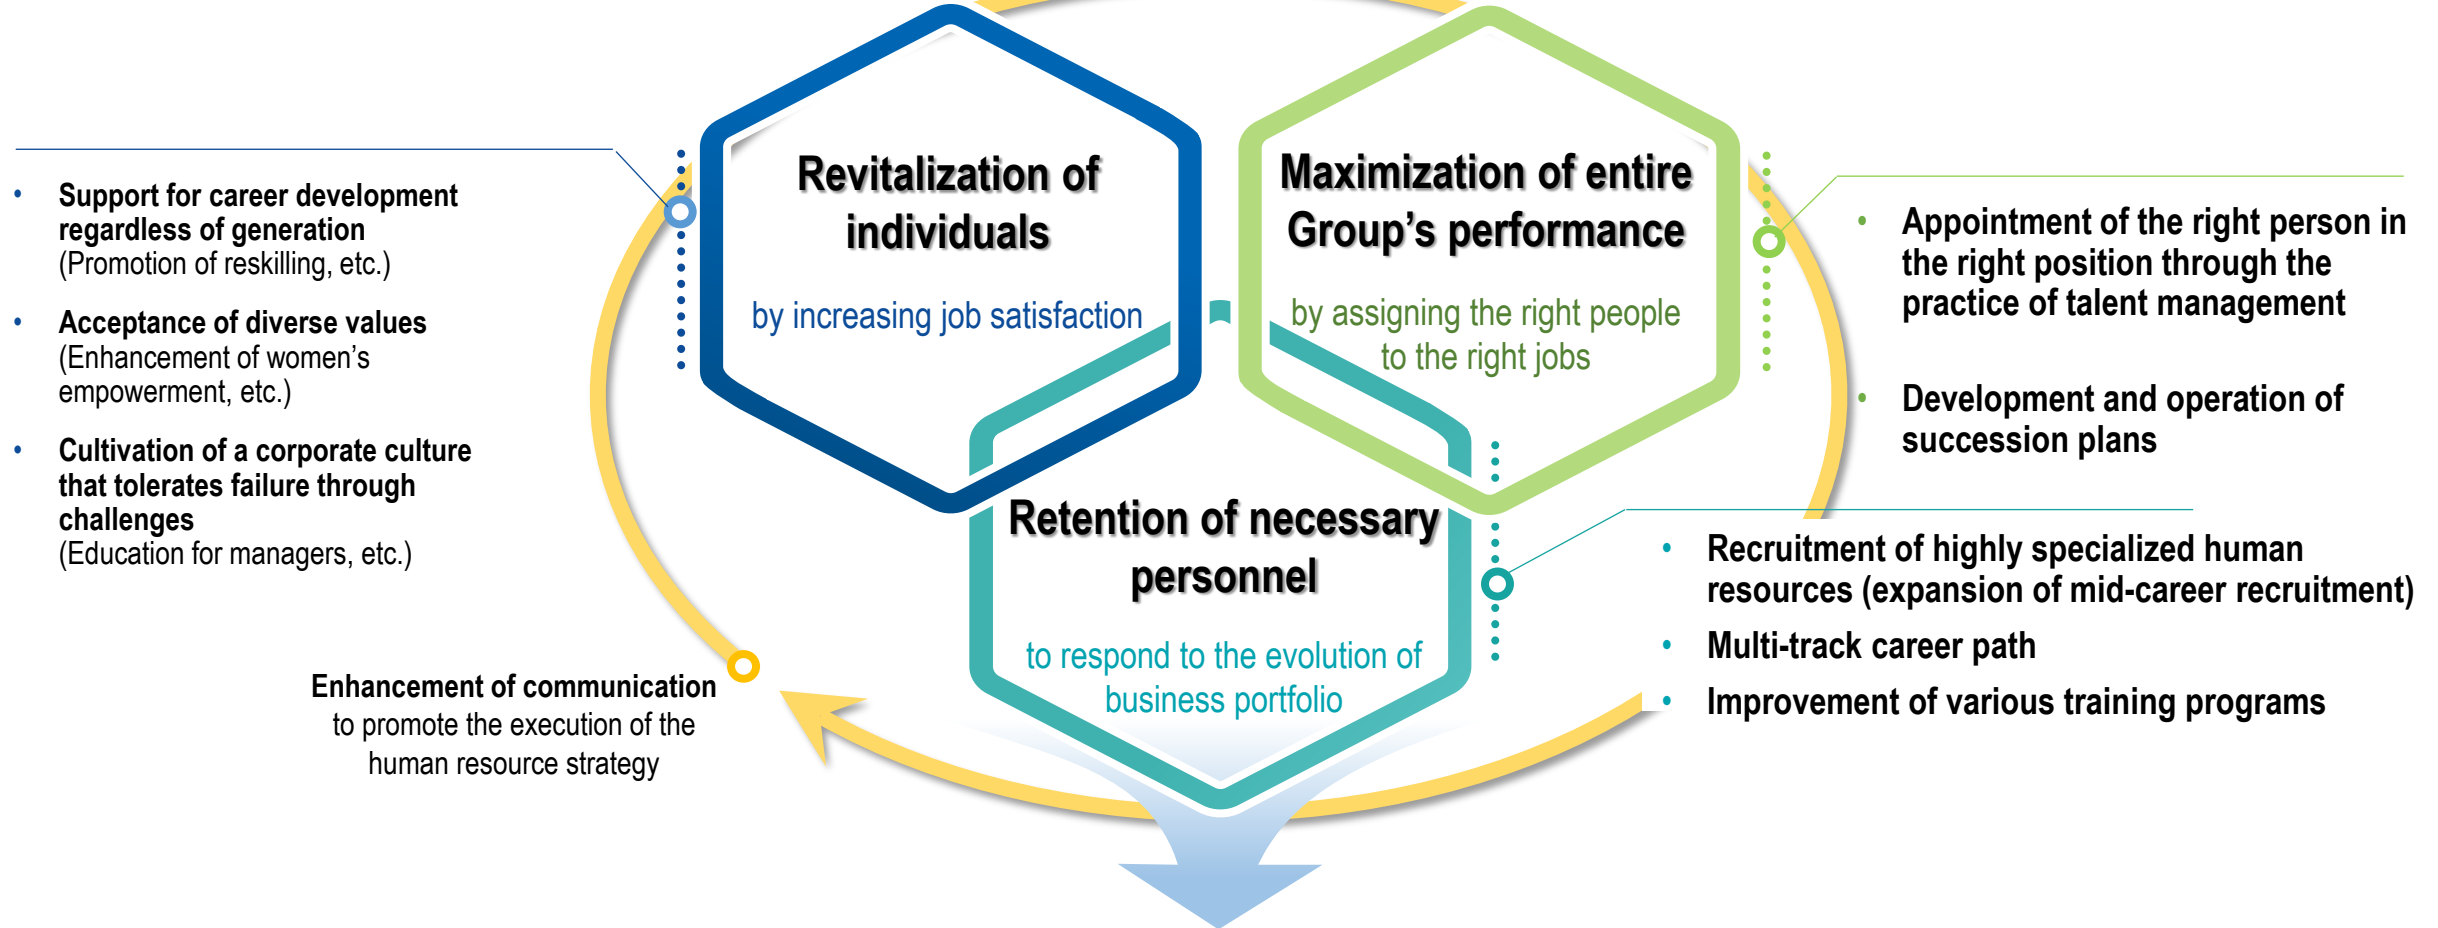 Revitalization of
individuals
by increasing job satisfaction
Maximization of entire
Group’s performance
by assigning the right people
to the right jobs
Retention of necessary
personnel
to respond to the evolution of
business portfolio
• Support for career development
regardless of generation
(Promotion of reskilling, etc.)
• Acceptance of diverse values
(Enhancement of women’s
empowerment, etc.)
• Cultivation of a corporate culture
that tolerates failure through
challenges
(Education for managers, etc.)
• Appointment of the right person in
the right position through the
practice of talent management
• Development and operation of
succession plans
• Recruitment of highly specialized human
resources (expansion of mid-career recruitment)
• Multi-track career path
• Improvement of various training programs
Enhancement of communication
to promote the execution of the
human resource strategy